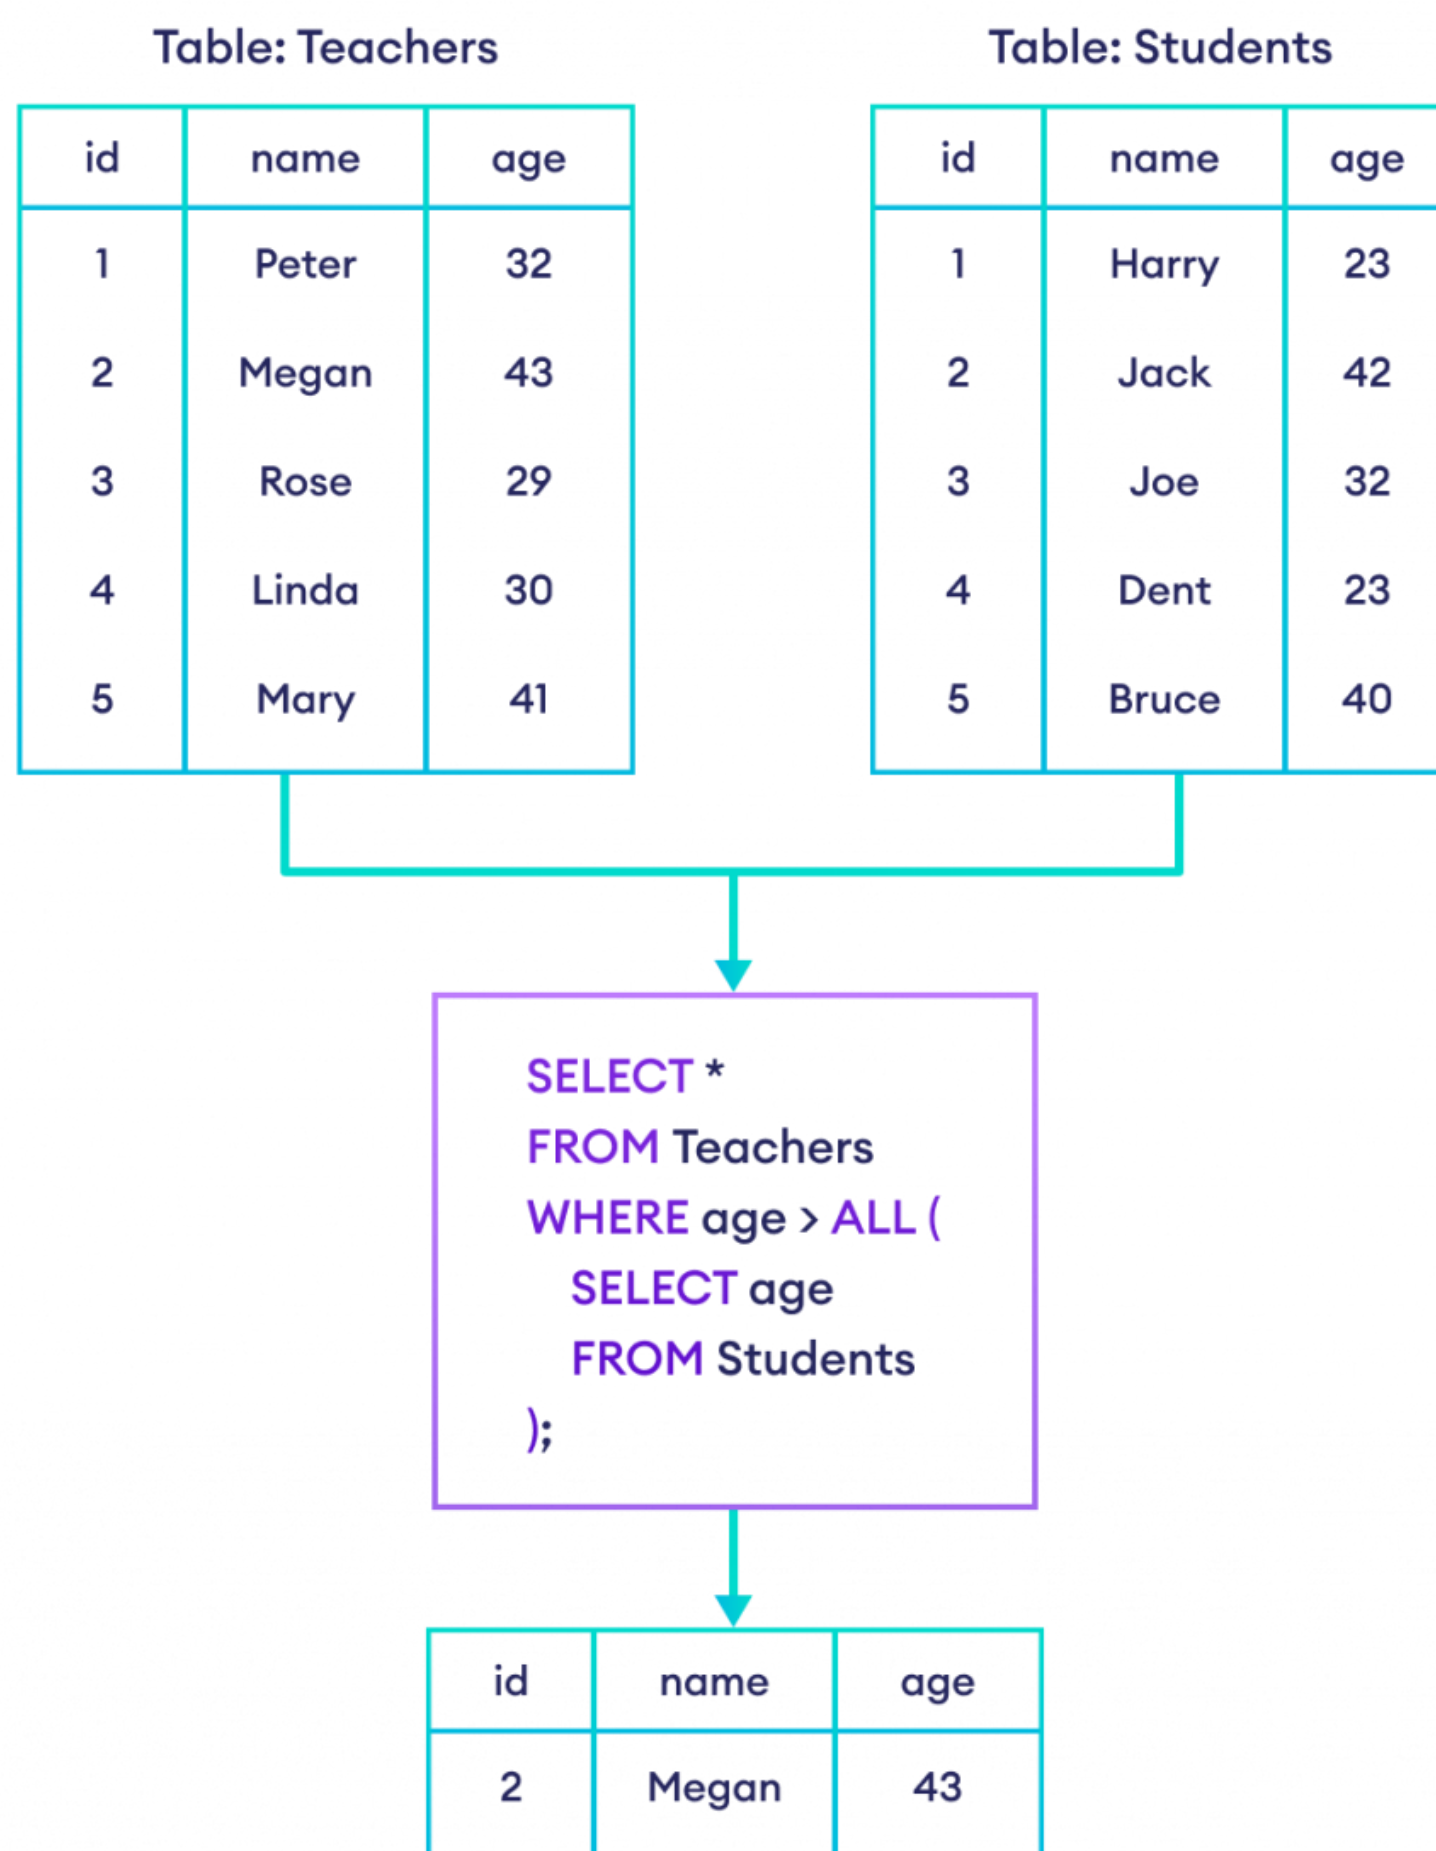 Table: Teachers
id name age
1 Peter 32
2 Megan 43
3 Rose 29
4 Linda 30
5 Mary 41
Table: Students
id name age
1 Harry 23
2 Jack 42
3 Joe 32
4 Dent 23
5 Bruce 40
SELECT *
FROM Teachers
WHERE age > ALL (
SELECT age
FROM Students
);
id name age
2 Megan 43